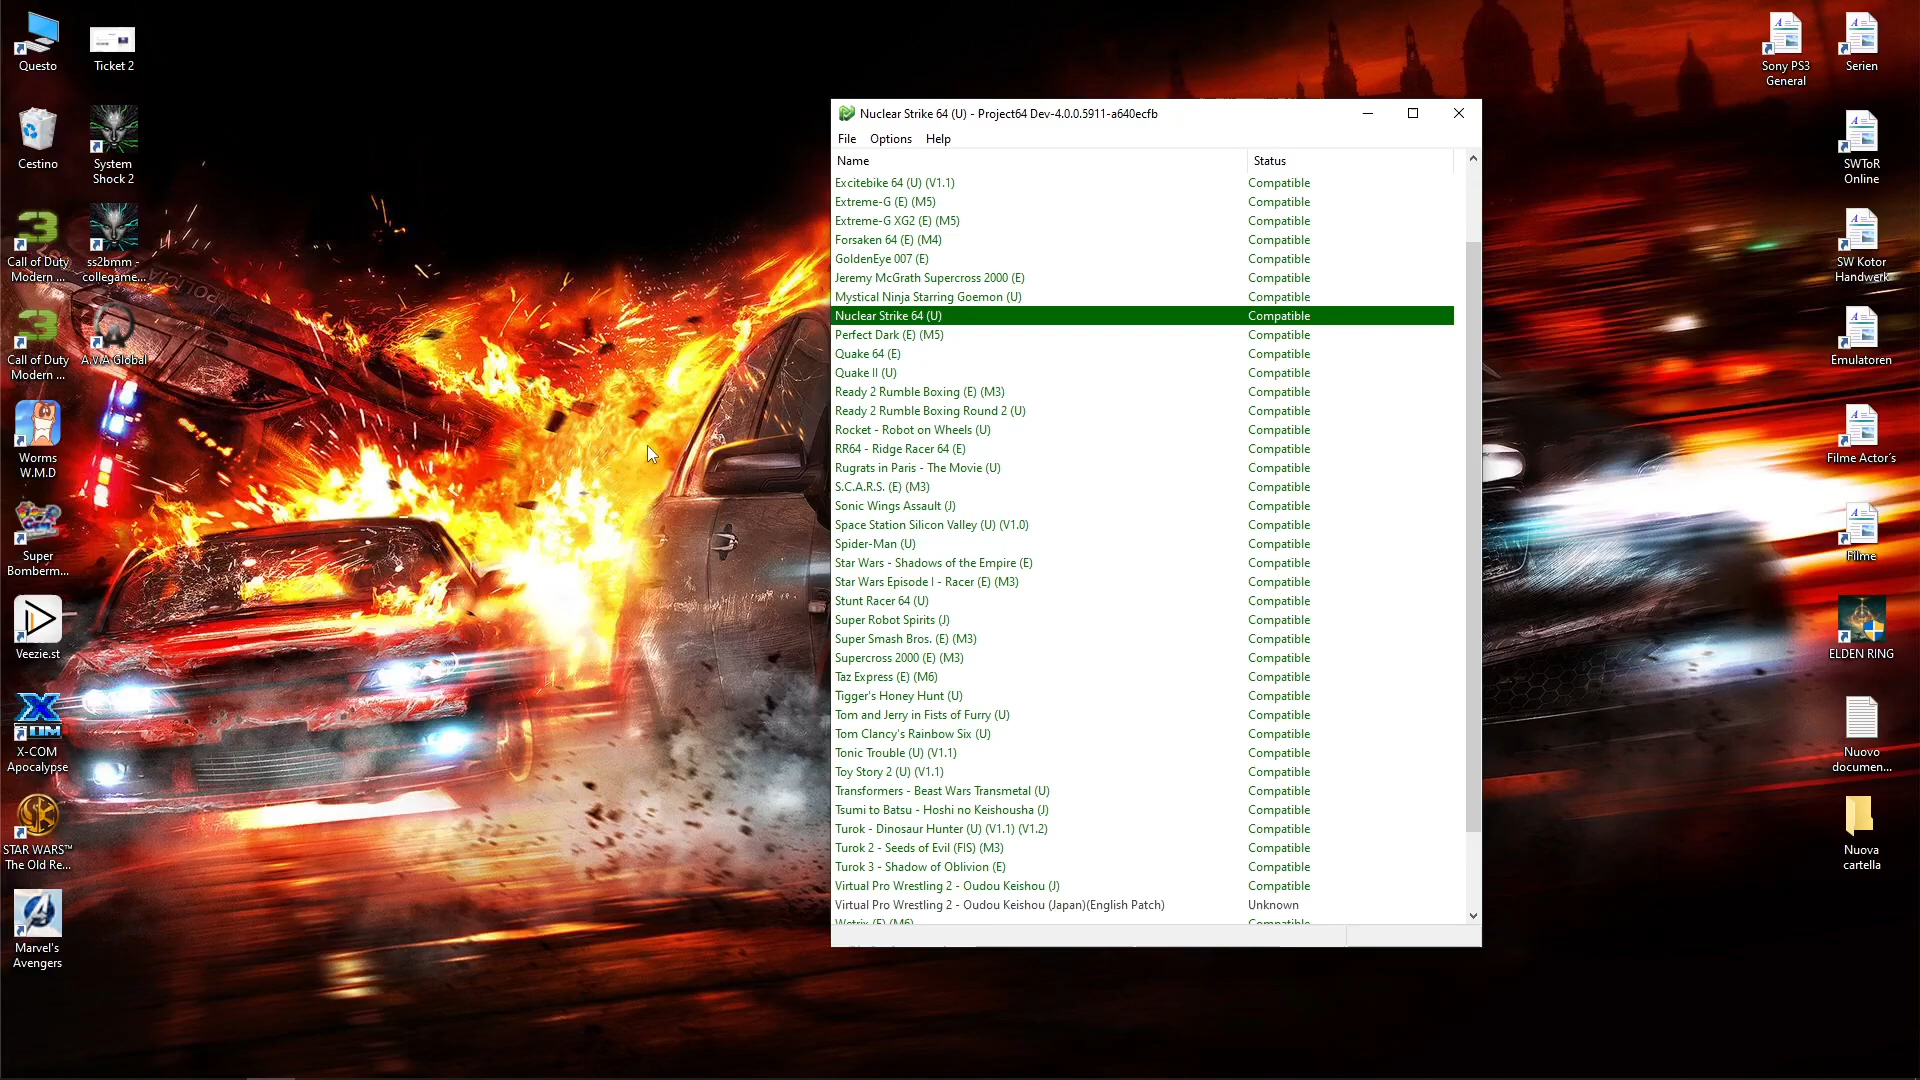 Questo
Ticket 2
Cestino
System
Shock 2
Call of Duty
Modern ...
ss2bmm -
collegame...
Call of Duty
Modern ...
A.V.A Global
Worms
W.M.D
Super
Bomberm...
Veezie.st
X-COM
Apocalypse
STAR WARS™
The Old Re...
Marvel's
Avengers
POLIZIA
Nuclear Strike 64 (U) - Project64 Dev-4.0.0.5911-a640ecfb
File Options Help
Name Status
Excitebike 64 (U) (V1.1) Compatible
Extreme-G (E) (M5) Compatible
Extreme-G XG2 (E) (M5) Compatible
Forsaken 64 (E) (M4) Compatible
GoldenEye 007 (E) Compatible
Jeremy McGrath Supercross 2000 (E) Compatible
Mystical Ninja Starring Goemon (U) Compatible
Nuclear Strike 64 (U) Compatible
Perfect Dark (E) (M5) Compatible
Quake 64 (E) Compatible
Quake II (U) Compatible
Ready 2 Rumble Boxing (E) (M3) Compatible
Ready 2 Rumble Boxing Round 2 (U) Compatible
Rocket - Robot on Wheels (U) Compatible
RR64 - Ridge Racer 64 (E) Compatible
Rugrats in Paris - The Movie (U) Compatible
S.C.A.R.S. (E) (M3) Compatible
Sonic Wings Assault (J) Compatible
Space Station Silicon Valley (U) (V1.0) Compatible
Spider-Man (U) Compatible
Star Wars - Shadows of the Empire (E) Compatible
Star Wars Episode I - Racer (E) (M3) Compatible
Stunt Racer 64 (U) Compatible
Super Robot Spirits (J) Compatible
Super Smash Bros. (E) (M3) Compatible
Supercross 2000 (E) (M3) Compatible
Taz Express (E) (M6) Compatible
Tigger's Honey Hunt (U) Compatible
Tom and Jerry in Fists of Furry (U) Compatible
Tom Clancy's Rainbow Six (U) Compatible
Tonic Trouble (U) (V1.1) Compatible
Toy Story 2 (U) (V1.1) Compatible
Transformers - Beast Wars Transmetal (U) Compatible
Tsumi to Batsu - Hoshi no Keishousha (J) Compatible
Turok - Dinosaur Hunter (U) (V1.1) (V1.2) Compatible
Turok 2 - Seeds of Evil (FIS) (M3) Compatible
Turok 3 - Shadow of Oblivion (E) Compatible
Virtual Pro Wrestling 2 - Oudou Keishou (J) Compatible
Virtual Pro Wrestling 2 - Oudou Keishou (Japan)(English Patch) Unknown
Wetrix (E) (M6) Compatible
Sony PS3
General
Serien
SWToR
Online
SW Kotor
Handwerk
Emulatoren
Filme Actor´s
Filme
ELDEN RING
Nuovo
documen...
Nuova
cartella